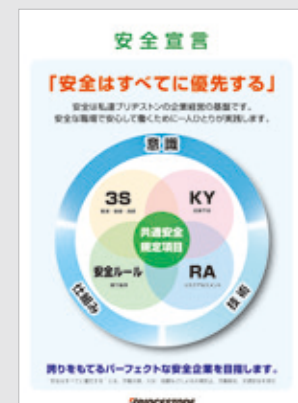 安全宣言
「安全はすべてに優先する」
安全は私達ブリヂストンの企業経営の基盤です。
安全な職場で安心して働くために一人ひとりが実践します。
意識
3S
KY
共通安全
規定項目
安全ルール
RA
仕組み
技術
誇りをもてるパーフェクトな安全企業を目指します。
BRIDGESTONE